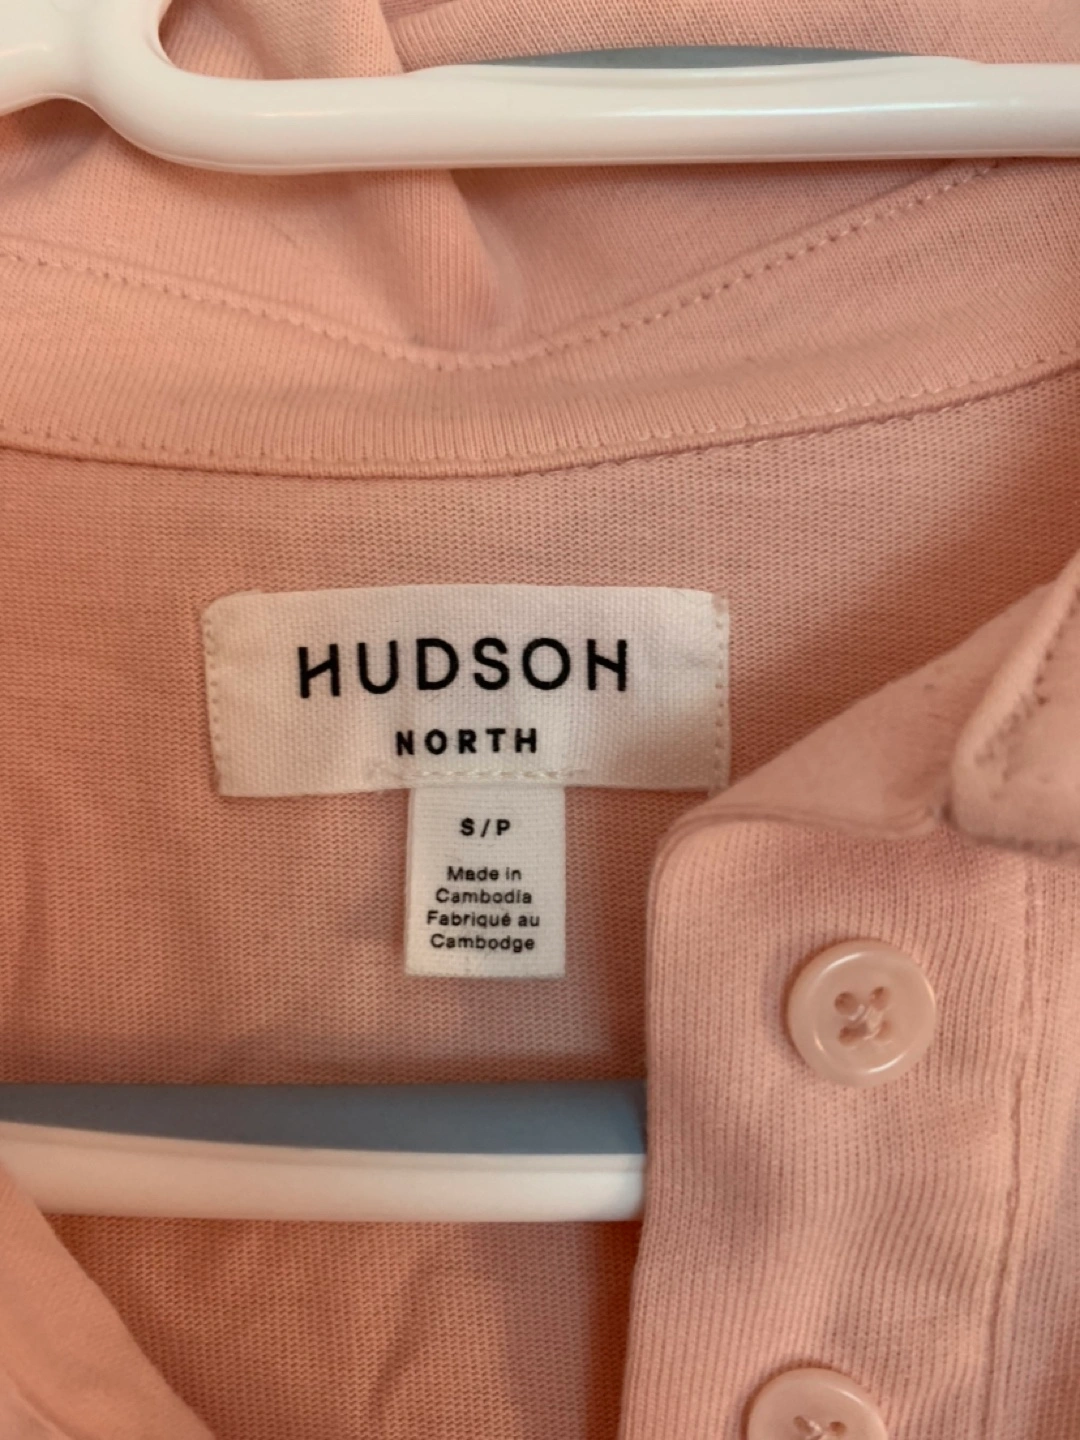 HUDSON
NORTH
S/P
Made in
Cambodia
Fabriqué au
Cambodge